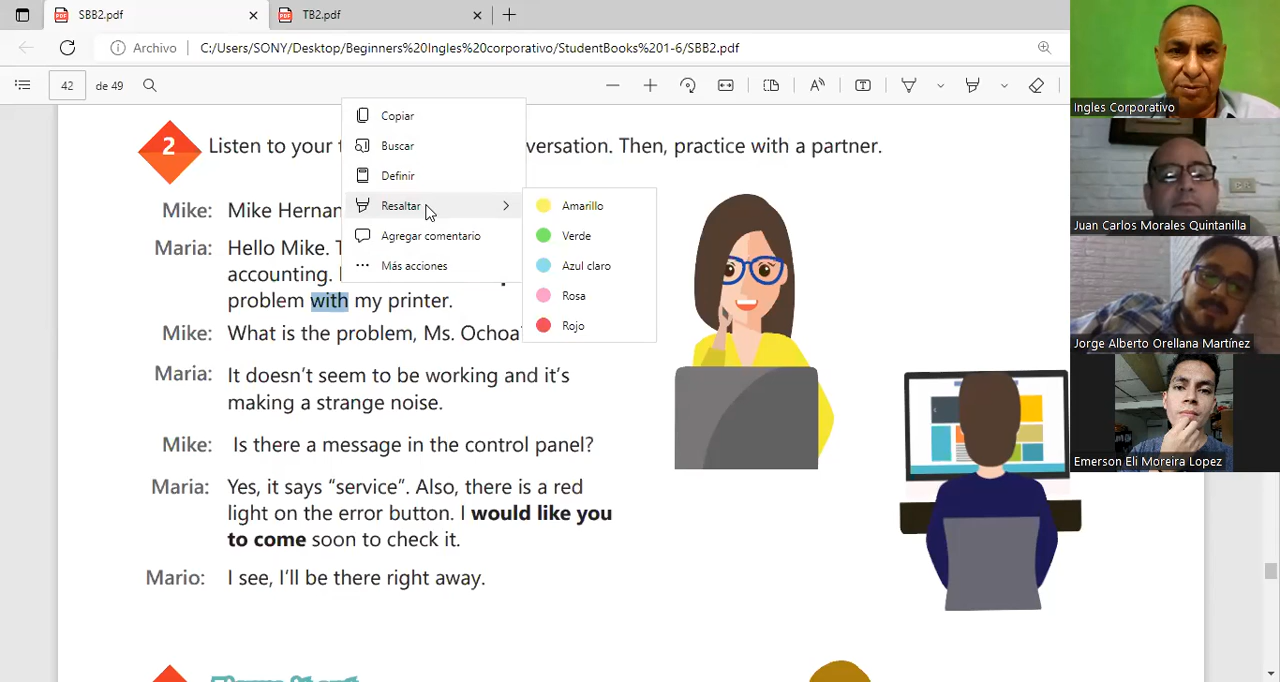 SBB2.pdf
TB2.pdf
Archivo
C:/Users/SONY/Desktop/Beginners%20Ingles%20corporativo/StudentBooks%201-6/SBB2.pdf
42
de 49
2
Listen to your
versation. Then, practice with a partner.
Copiar
Buscar
Definir
Resaltar
Agregar comentario
Más acciones
Amarillo
Verde
Azul claro
Rosa
Rojo
Mike: Mike Hernan
Maria: Hello Mike.
accounting.
problem with my printer.
Mike: What is the problem, Ms. Ochoa?
Maria: It doesn't seem to be working and it's
making a strange noise.
Mike: Is there a message in the control panel?
Maria: Yes, it says “service”. Also, there is a red
light on the error button. I would like you
to come soon to check it.
Mario: I see, I'll be there right away.
Ingles Corporativo
Juan Carlos Morales Quintanilla
Jorge Alberto Orellana Martínez
Emerson Eli Moreira Lopez